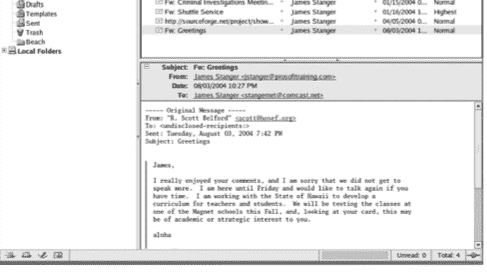 Drafts
Templates
Sent
Trash
Beach
Local Folders
Fw: Criminal Investigations Meetin... James Stanger 01/15/2004 0... Normal
Fw: Shuttle Service James Stanger 01/16/2004 1... Highest
http://sourceforge.net/project/show... James Stanger 04/05/2004 0... Normal
Fw: Greetings James Stanger 08/03/2004 1... Normal
Subject: Fw: Greetings
From: James Stanger <jstanger@prosofttraining.com>
Date: 08/03/2004 10:27 PM
To: James Stanger <stangernet@comcast.net>
----- Original Message -----
From: "R. Scott Belford" <scott@hosef.org>
To: <undisclosed-recipients:>
Sent: Tuesday, August 03, 2004 7:42 PM
Subject: Greetings
James,
I really enjoyed your comments, and I am sorry that we did not get to
speak more. I am here until Friday and would like to talk again if you
have time. I am working with the State of Hawaii to develop a
curriculum for teachers and students. We will be testing the classes at
one of the Magnet schools this Fall, and, looking at your card, this may
be of academic or strategic interest to you.
aloha
Unread: 0 Total: 4